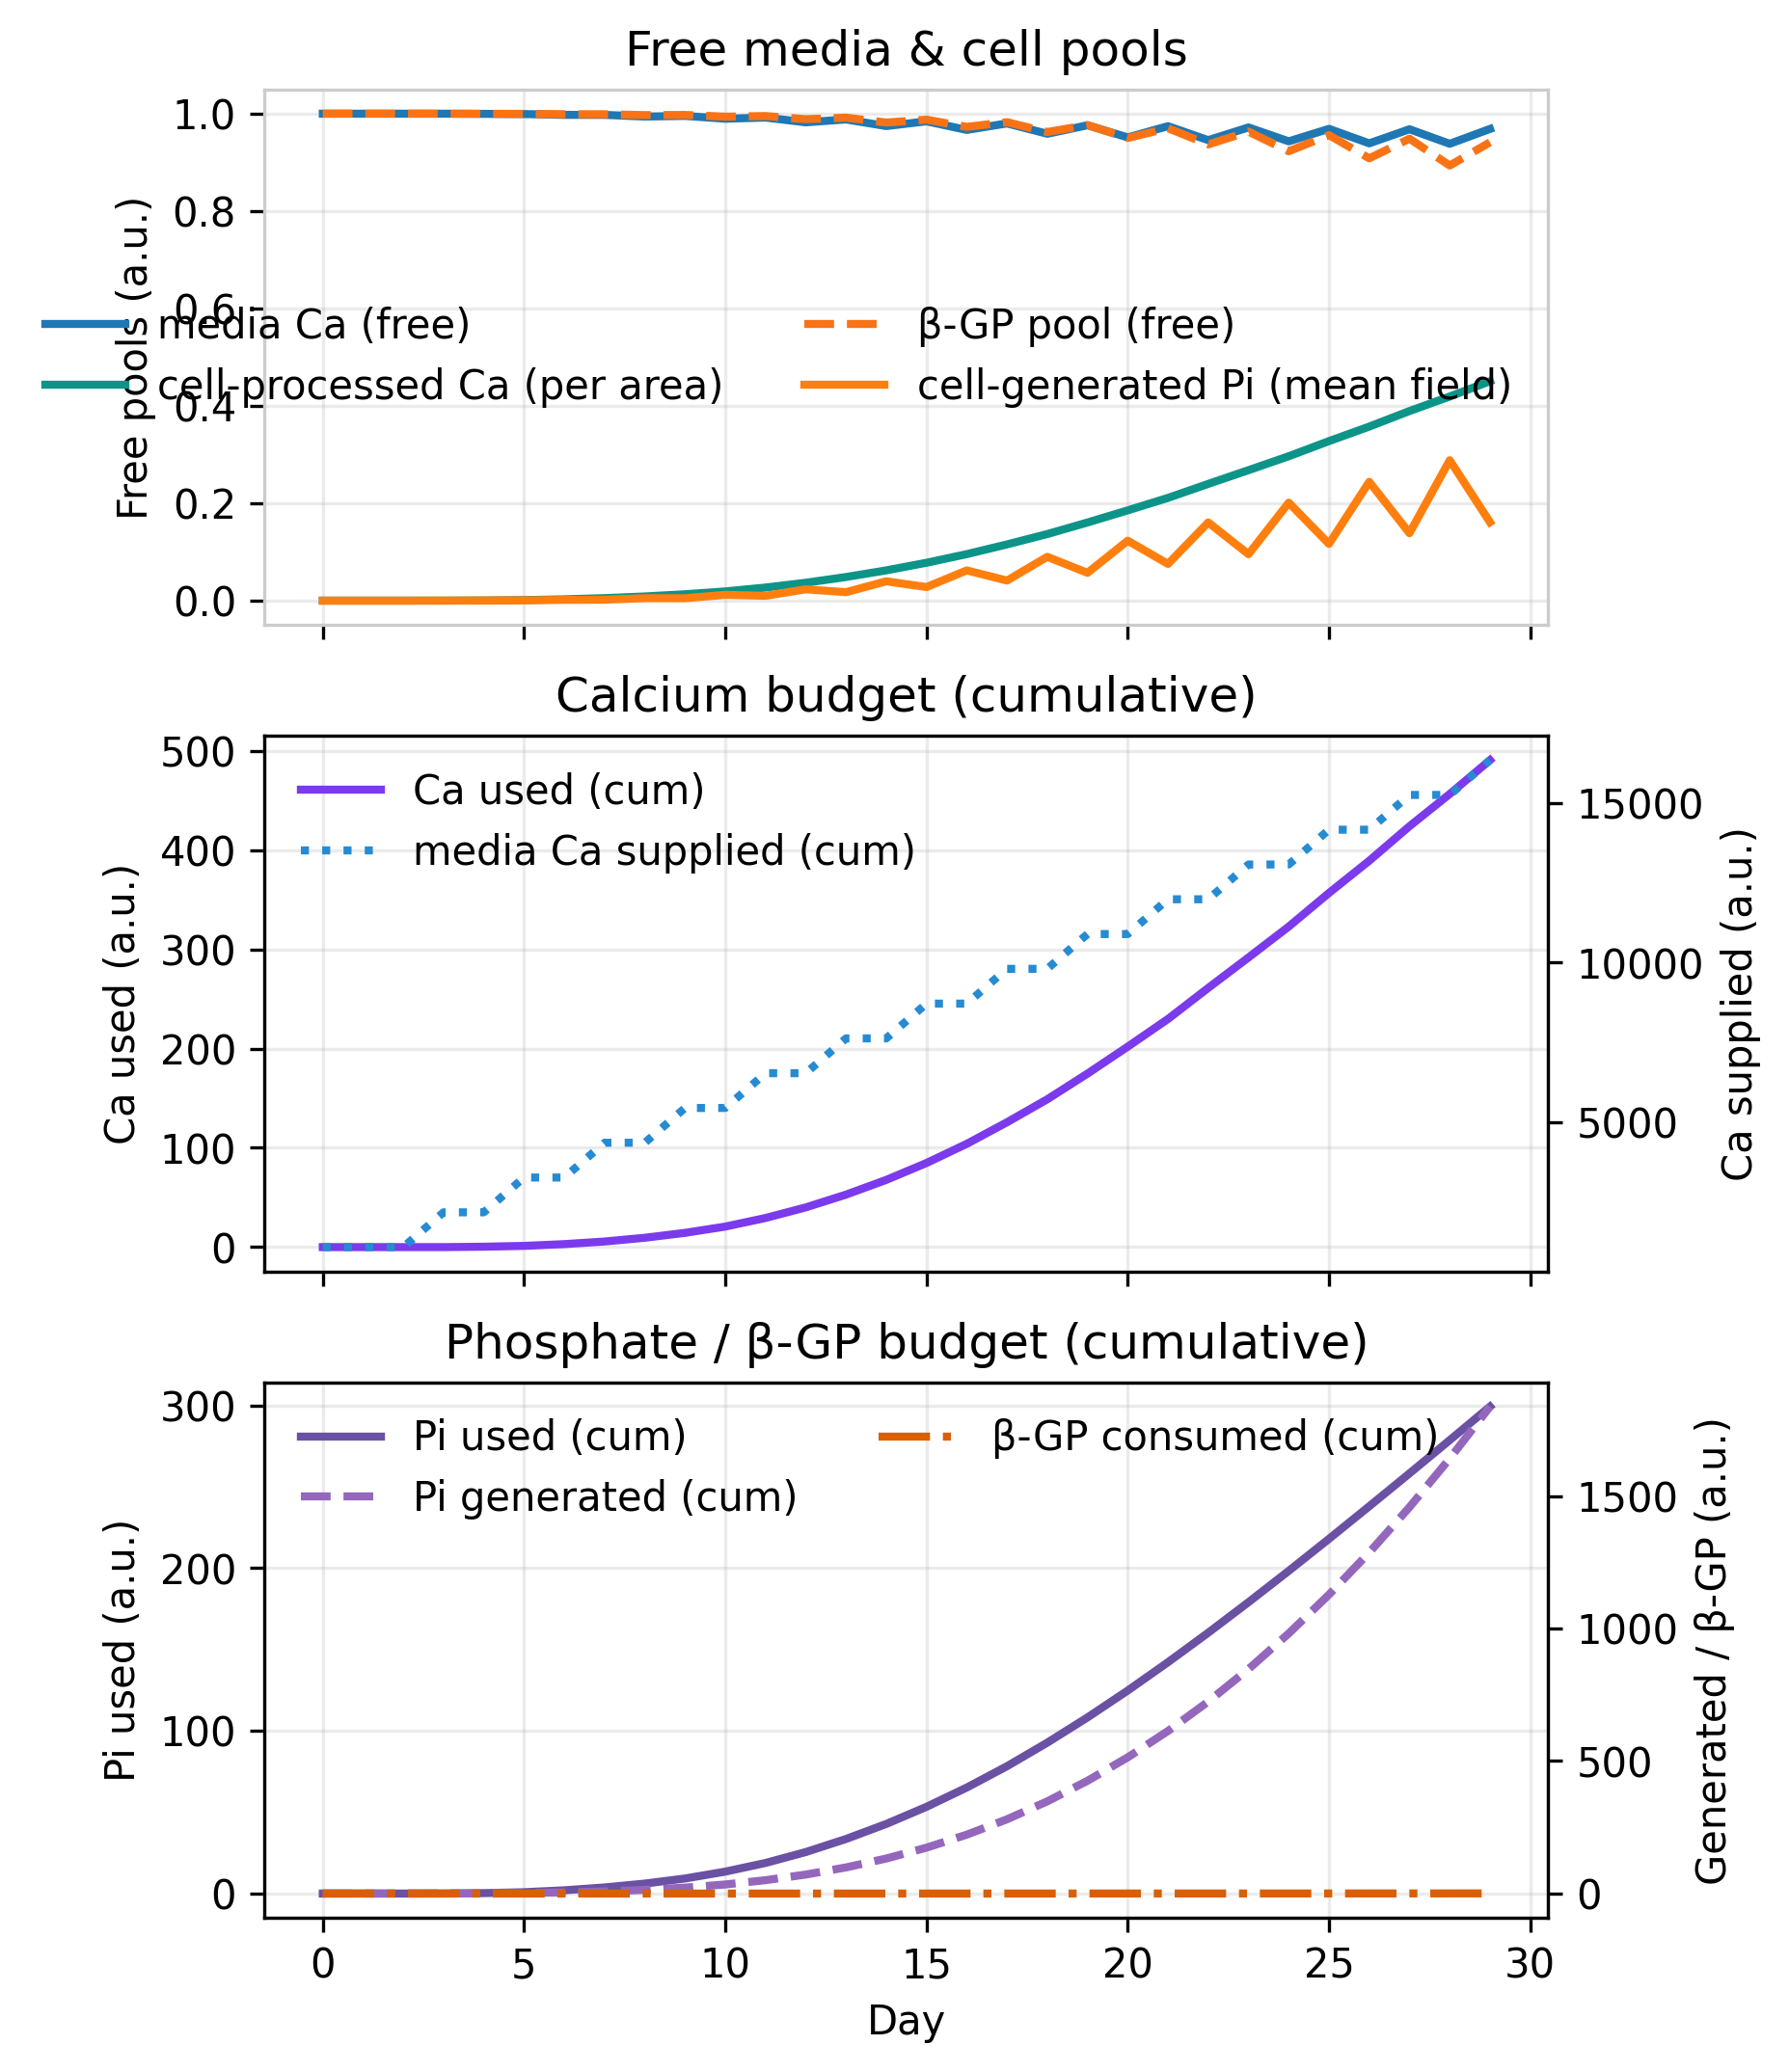 Free media & cell pools
Free pools (a.u.)
1.0
0.8
0.6
0.4
0.2
0.0
media Ca (free)
β-GP pool (free)
cell-processed Ca (per area)
cell-generated Pi (mean field)
Calcium budget (cumulative)
Ca used (a.u.)
500
400
300
200
100
0
Ca used (cum)
media Ca supplied (cum)
15000
10000
5000
Ca supplied (a.u.)
Phosphate / β-GP budget (cumulative)
Pi used (a.u.)
300
200
100
0
Pi used (cum)
Pi generated (cum)
β-GP consumed (cum)
1500
1000
500
0
Generated / β-GP (a.u.)
0 5 10 15 20 25 30
Day